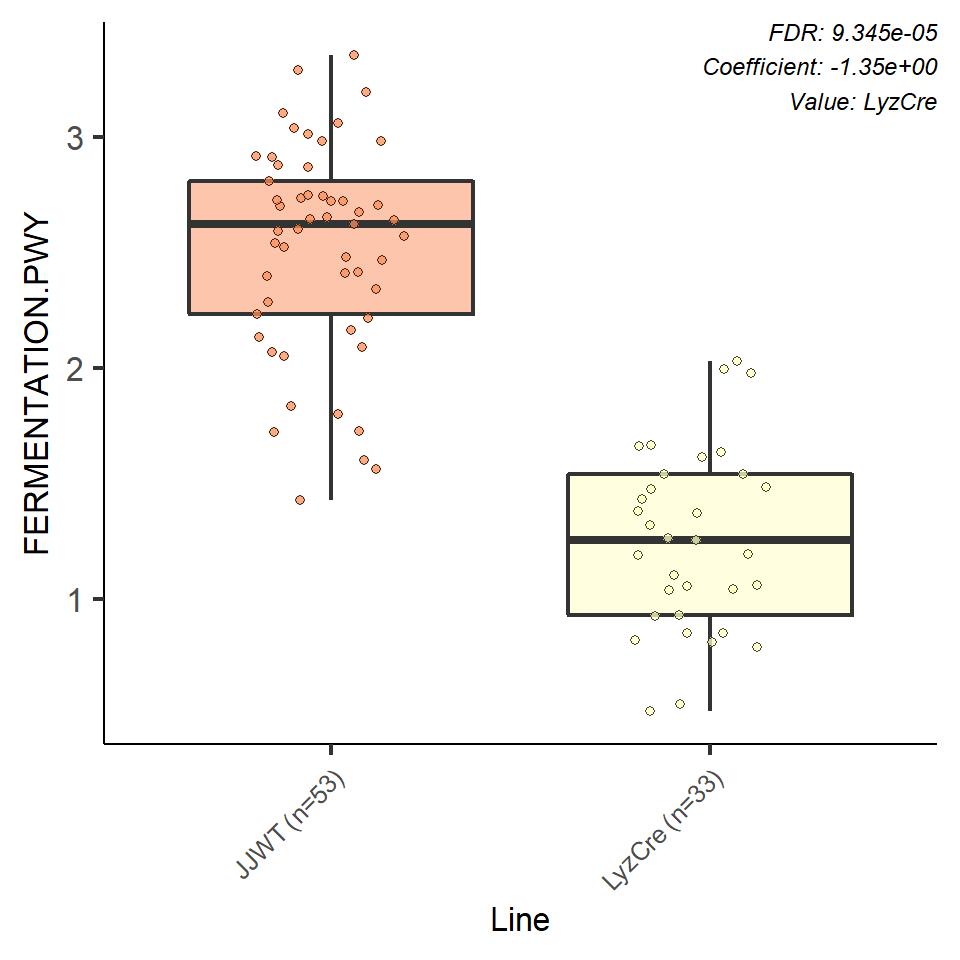 FDR: 9.345e-05
Coefficient: -1.35e+00
Value: LyzCre
FERMENTATION.PWY
3
2
1
JJWT (n=53)
LyzCre (n=33)
Line